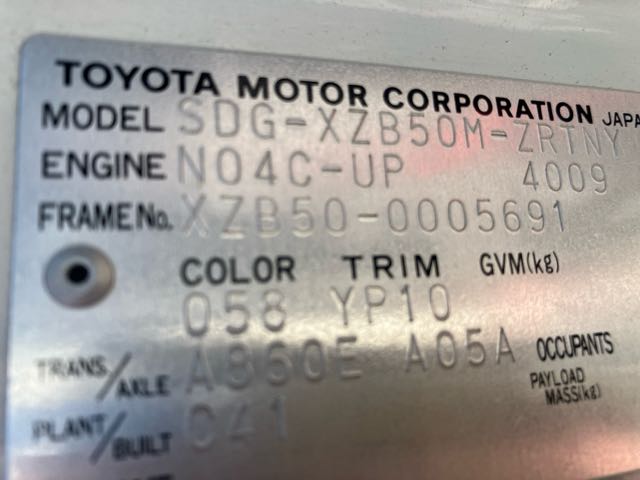 TOYOTA MOTOR CORPORATION JAPA
MODEL SDG-XZB50M-ZRTNY
ENGINE N04C-UP 4009
FRAME No. XZB50-0005691
COLOR TRIM GVM(kg)
058 YP10
TRANS/AXLE A860E A05A OCCUPANTS
PAYLOAD
MASS(kg)
PLANT/BUILT C41